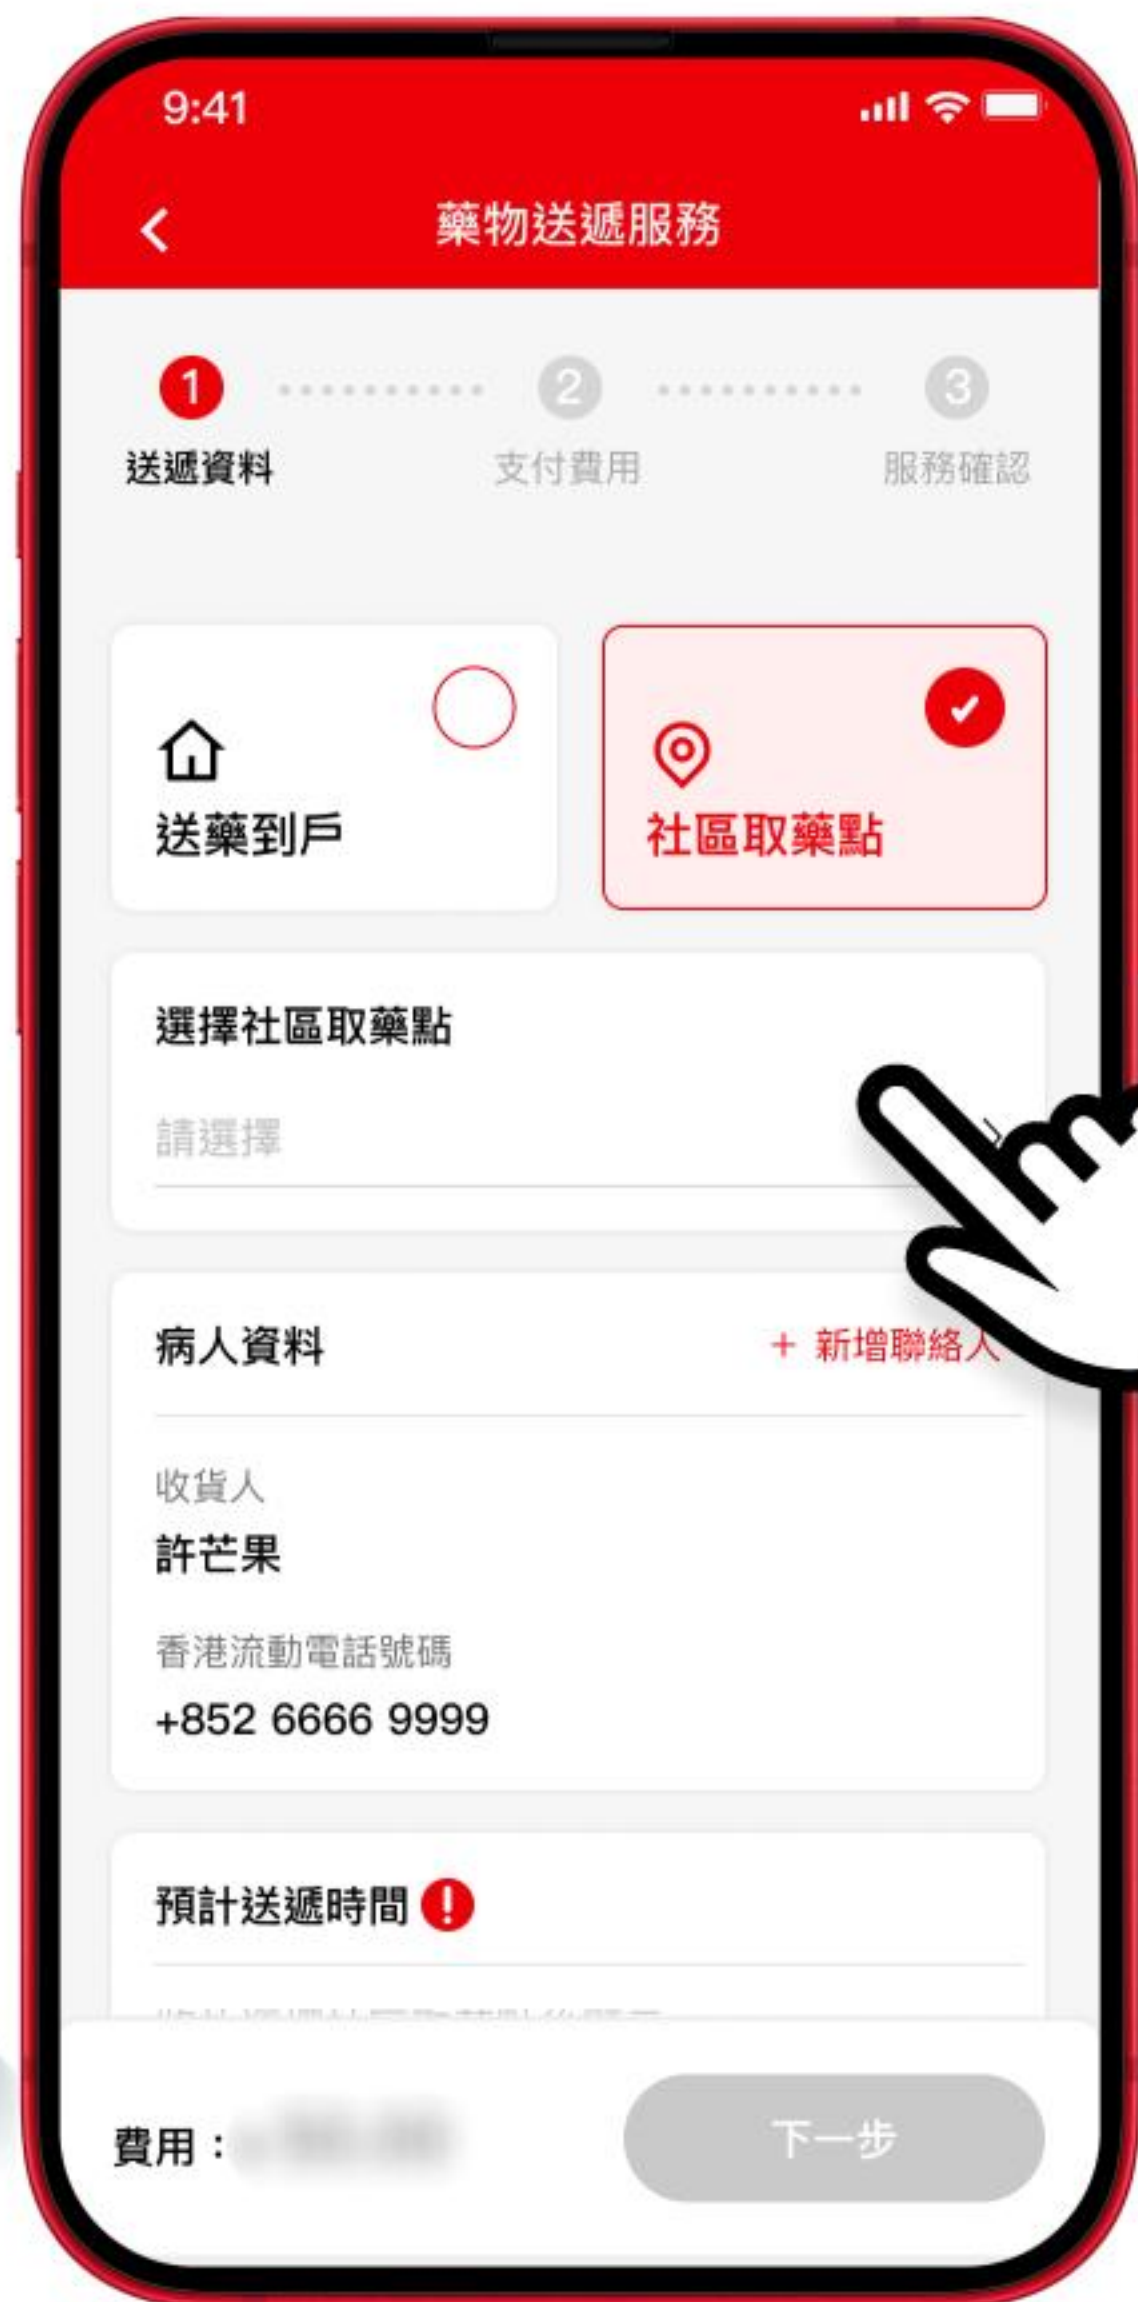 9:41
藥物送遞服務
1 2 3
送遞資料 支付費用 服務確認
送藥到戶 社區取藥點
選擇社區取藥點
請選擇
病人資料 + 新增聯絡人
收貨人
許芒果
香港流動電話號碼
+852 6666 9999
預計送遞時間
費用：
下一步